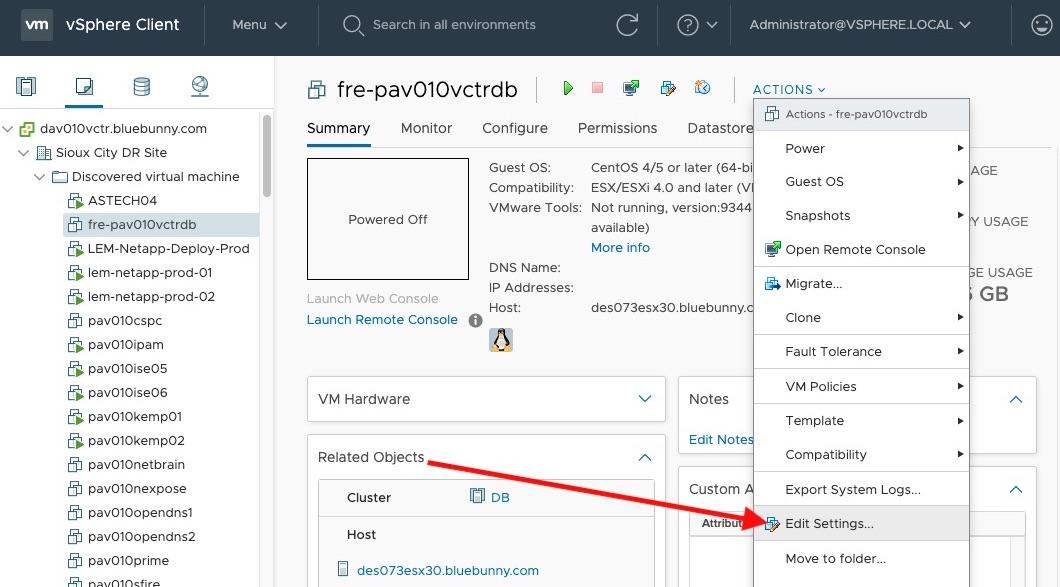 vm vSphere Client Menu Search in all environments Administrator@VSPHERE.LOCAL
dav010vctr.bluebunny.com
Sioux City DR Site
Discovered virtual machine
ASTECH04
fre-pav010vctrdb
LEM-Netapp-Deploy-Prod
lem-netapp-prod-01
lem-netapp-prod-02
pav010cspc
pav010ipam
pav010ise05
pav010ise06
pav010kemp01
pav010kemp02
pav010netbrain
pav010nexpose
pav010opendns1
pav010opendns2
pav010prime
pav010sfire
fre-pav010vctrdb
ACTIONS
Summary Monitor Configure Permissions Datastore
Powered Off
Launch Web Console
Launch Remote Console
Guest OS: CentOS 4/5 or later (64-bi
Compatibility: ESX/ESXi 4.0 and later (V
VMware Tools: Not running, version:9344
available)
More info
DNS Name:
IP Addresses:
Host: des073esx30.bluebunny.c
AGE
Y USAGE
GE USAGE
GB
VM Hardware
Related Objects
Cluster DB
Host
des073esx30.bluebunny.com
Notes
Edit Notes
Custom A
Attribu
Actions - fre-pav010vctrdb
Power
Guest OS
Snapshots
Open Remote Console
Migrate...
Clone
Fault Tolerance
VM Policies
Template
Compatibility
Export System Logs...
Edit Settings...
Move to folder...